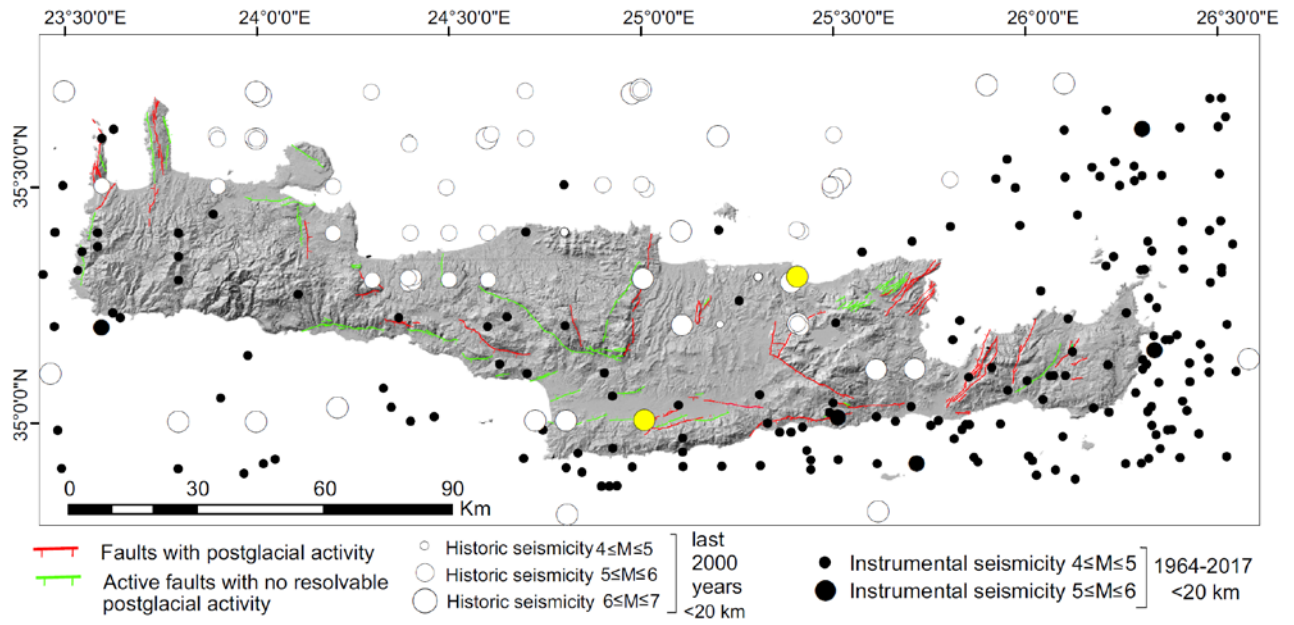 23°30'0"E 24°0'0"E 24°30'0"E 25°0'0"E 25°30'0"E 26°0'0"E 26°30'0"E
35°30'0"N
35°0'0"N
0 30 60 90
Km
Faults with postglacial activity
Active faults with no resolvable
postglacial activity
Historic seismicity 4≤M≤5
Historic seismicity 5≤M≤6
Historic seismicity 6≤M≤7
last
2000
years
<20 km
Instrumental seismicity 4≤M≤5
Instrumental seismicity 5≤M≤6
1964-2017
<20 km